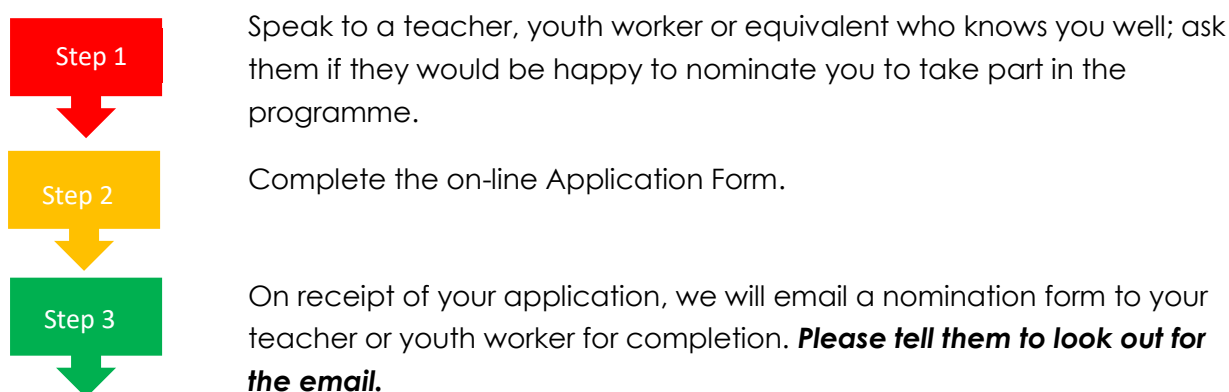 Step 1
Speak to a teacher, youth worker or equivalent who knows you well; ask
them if they would be happy to nominate you to take part in the
programme.
Step 2
Complete the on-line Application Form.
Step 3
On receipt of your application, we will email a nomination form to your
teacher or youth worker for completion. Please tell them to look out for
the email.